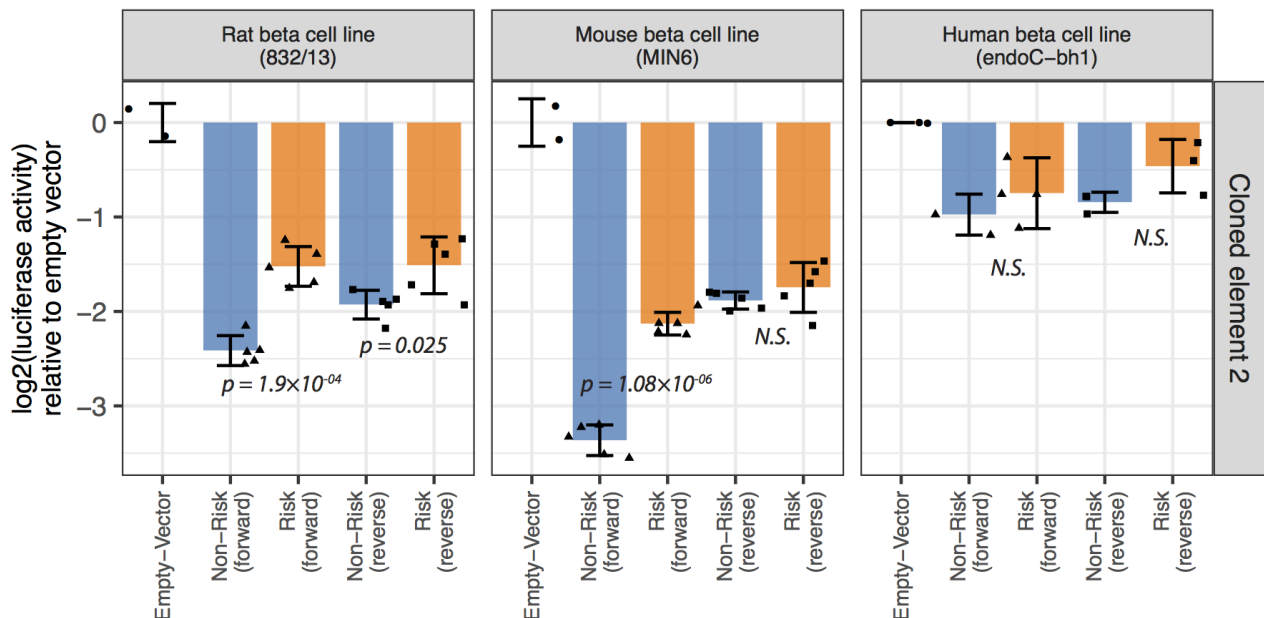 Rat beta cell line
(832/13)
Mouse beta cell line
(MIN6)
Human beta cell line
(endoC−bh1)
log2(luciferase activity)
relative to empty vector
0
−1
−2
−3
p = 1.9×10⁻⁰⁴
p = 0.025
p = 1.08×10⁻⁰⁶
N.S.
N.S.
N.S.
Cloned element 2
Empty−Vector
Non−Risk
(forward)
Risk
(forward)
Non−Risk
(reverse)
Risk
(reverse)
Empty−Vector
Non−Risk
(forward)
Risk
(forward)
Non−Risk
(reverse)
Risk
(reverse)
Empty−Vector
Non−Risk
(forward)
Risk
(forward)
Non−Risk
(reverse)
Risk
(reverse)